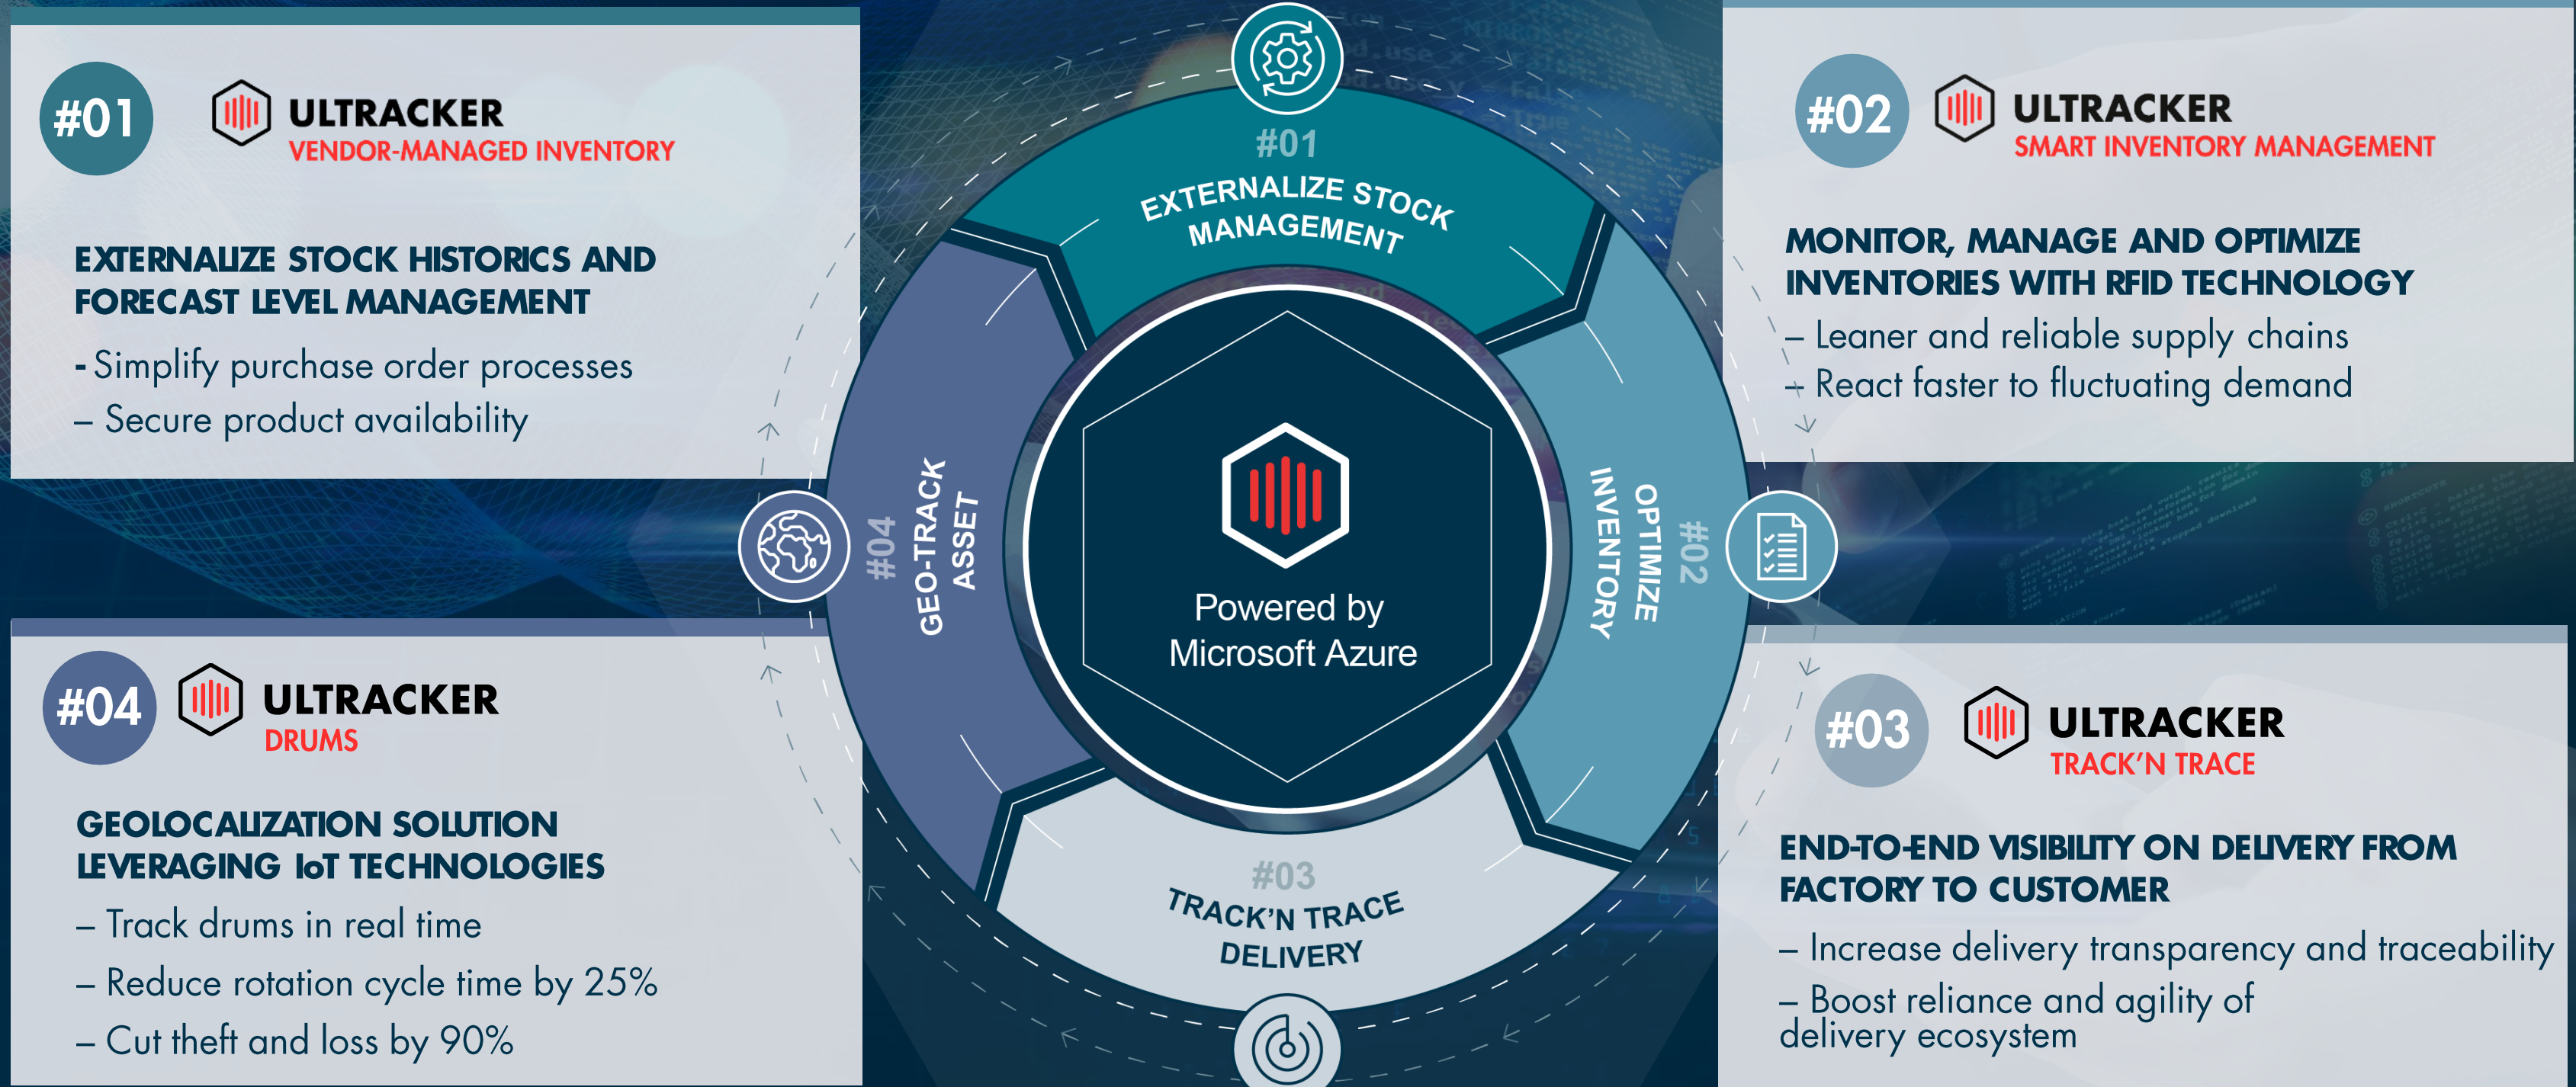 #01
ULTRACKER
VENDOR-MANAGED INVENTORY
EXTERNALIZE STOCK HISTORICS AND
FORECAST LEVEL MANAGEMENT
- Simplify purchase order processes
– Secure product availability
#02
ULTRACKER
SMART INVENTORY MANAGEMENT
MONITOR, MANAGE AND OPTIMIZE
INVENTORIES WITH RFID TECHNOLOGY
– Leaner and reliable supply chains
– React faster to fluctuating demand
#01
EXTERNALIZE STOCK
MANAGEMENT
#02
OPTIMIZE
INVENTORY
#03
TRACK’N TRACE
DELIVERY
#04
GEO-TRACK
ASSET
Powered by
Microsoft Azure
#04
ULTRACKER
DRUMS
GEOLOCALIZATION SOLUTION
LEVERAGING IoT TECHNOLOGIES
– Track drums in real time
– Reduce rotation cycle time by 25%
– Cut theft and loss by 90%
#03
ULTRACKER
TRACK’N TRACE
END-TO-END VISIBILITY ON DELIVERY FROM
FACTORY TO CUSTOMER
– Increase delivery transparency and traceability
– Boost reliance and agility of
delivery ecosystem